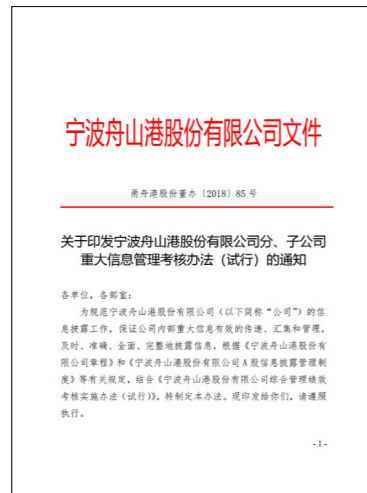 宁波舟山港股份有限公司文件
甬舟港股份董办〔2018〕85 号
关于印发宁波舟山港股份有限公司分、子公司
重大信息管理考核办法（试行）的通知
各单位，各部室：
为规范宁波舟山港股份有限公司（以下简称“公司”）的信
息披露工作，保证公司内部重大信息有效的传递、汇集和管理，
及时、准确、全面、完整地披露信息，根据《宁波舟山港股份有
限公司章程》和《宁波舟山港股份有限公司 A 股信息披露管理制
度》等有关规定，结合《宁波舟山港股份有限公司综合管理绩效
考核实施办法（试行）》，特制定本办法。现印发给你们，请遵照
执行。
-1-